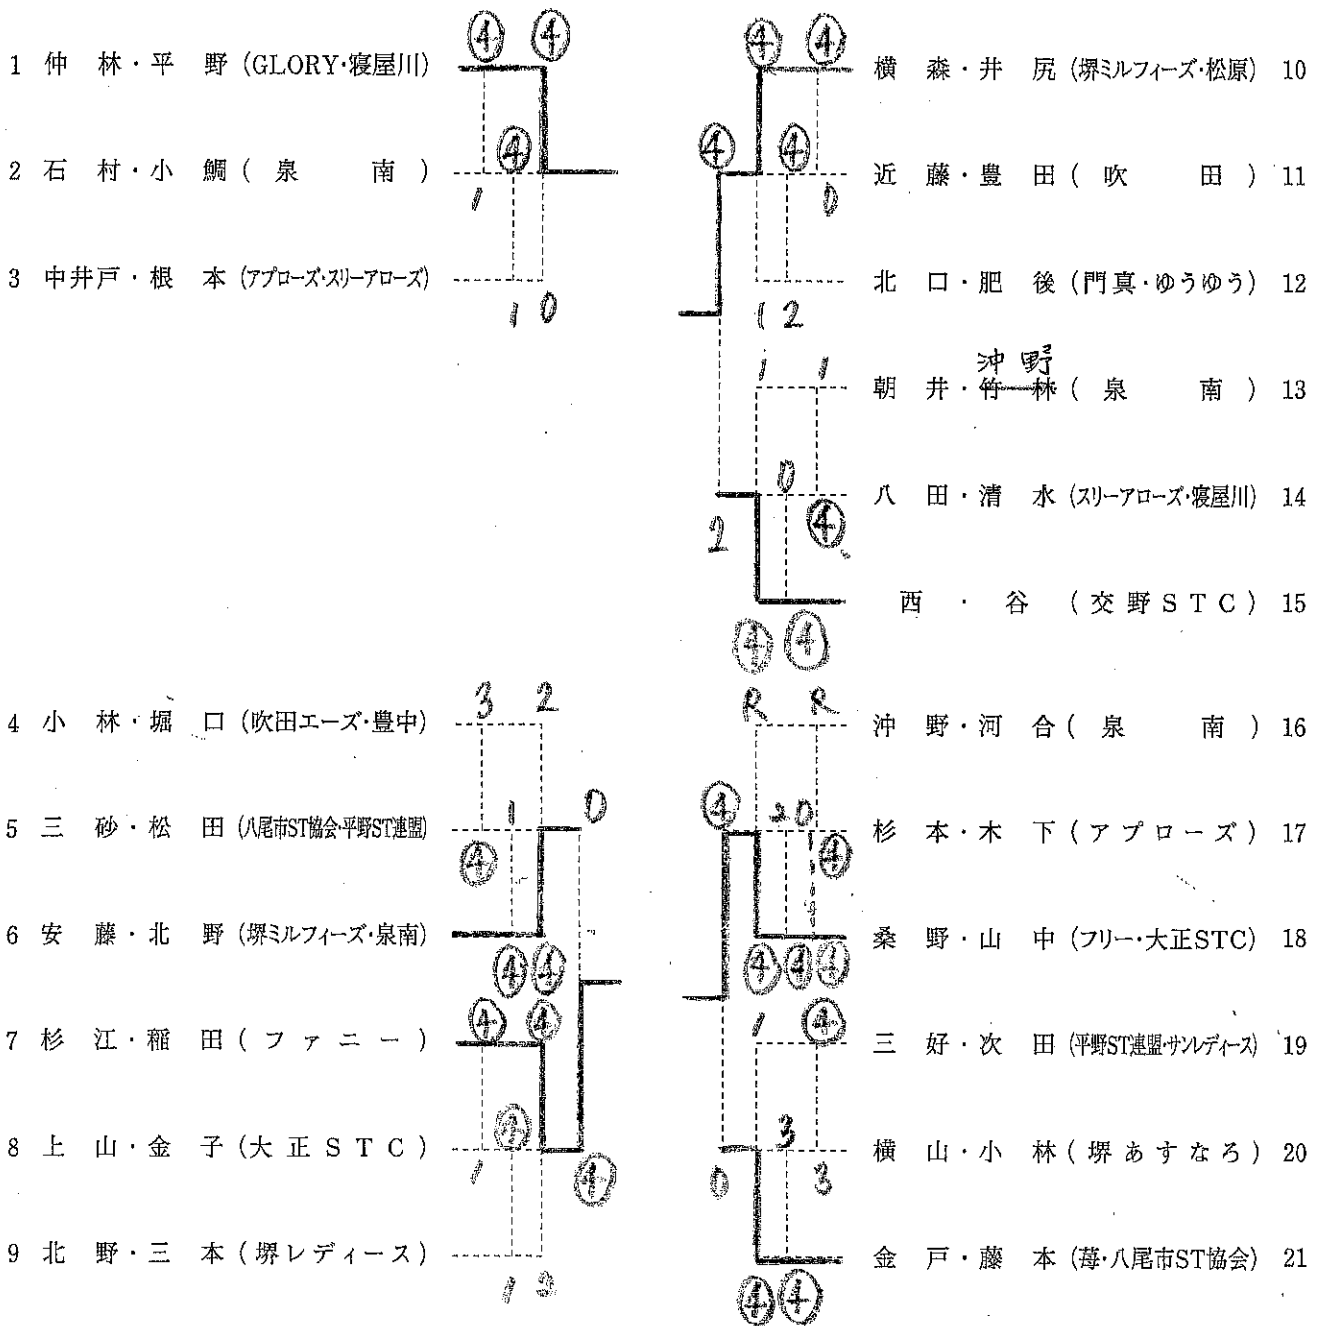 ④ ④
1 仲 林・平 野 (GLORY・寝屋川)
④
2 石 村・小 鯛 ( 泉 南 )
1
3 中井戸・根 本 (アプローズ・スリーアローズ)
1 0
3 2
4 小 林・堀 口 (吹田エーズ・豊中)
1 0
5 三 砂・松 田 (八尾市ST協会・平野ST連盟)
④
6 安 藤・北 野 (堺ミルフィーズ・泉南)
④ ④
④ ④
7 杉 江・稲 田 ( フ ァ ニ ー )
④
8 上 山・金 子 (大 正 S T C )
1 ④
9 北 野・三 本 (堺レディース)
1 2
④ ④
横 森・井 尻 (堺ミルフィーズ・松原) 10
④ ④
近 藤・豊 田 ( 吹 田 ) 11
0
北 口・肥 後 (門真・ゆうゆう) 12
1 2
沖 野
1 1
朝 井・竹 林 ( 泉 南 ) 13
0
八 田・清 水 (スリーアローズ・寝屋川) 14
2 ④
西 ・ 谷 ( 交 野 S T C ) 15
④ ④
R R
沖 野・河 合 ( 泉 南 ) 16
④ 2 0
杉 本・木 下 ( ア プ ロ ー ズ ) 17
④
桑 野・山 中 (フリー・大正STC) 18
④ ④ ④
1 ④
三 好・次 田 (平野ST連盟・サンレディース) 19
3
横 山・小 林 ( 堺 あ す な ろ ) 20
0 3
金 戸・藤 本 (苺・八尾市ST協会) 21
④ ④